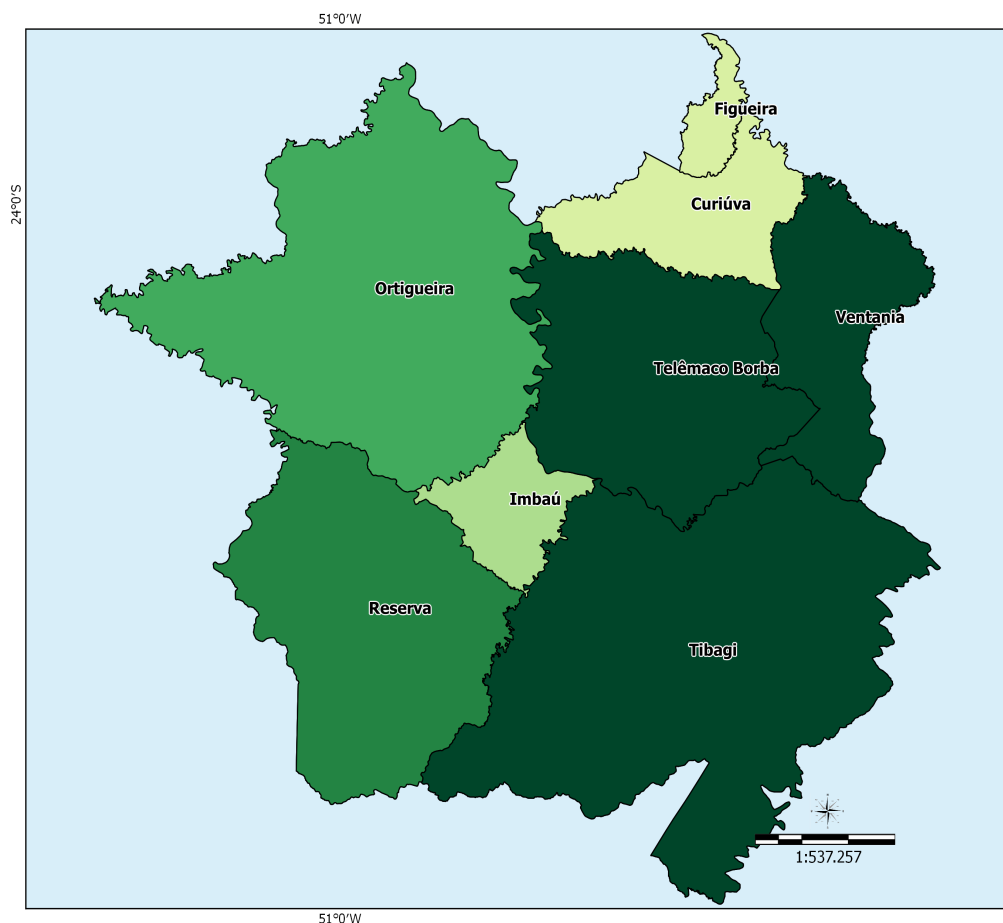 51°0'W
Figueira
24°0'S
Curiúva
Ortigueira
Ventania
Telêmaco Borba
Imbaú
Reserva
Tibagi
1:537.257
51°0'W